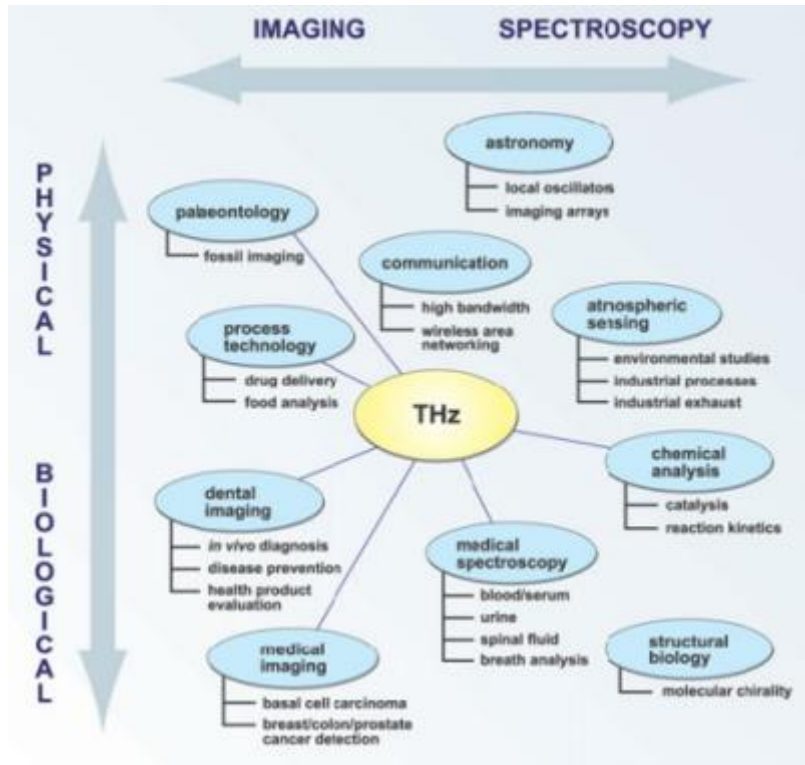 IMAGING
SPECTROSCOPY
PHYSICAL
BIOLOGICAL
astronomy
local oscillators
imaging arrays
palaeontology
fossil imaging
communication
high bandwidth
wireless area
networking
atmospheric
sensing
environmental studies
industrial processes
industrial exhaust
process
technology
drug delivery
food analysis
THz
chemical
analysis
catalysis
reaction kinetics
dental
imaging
in vivo diagnosis
disease prevention
health product
evaluation
medical
spectroscopy
blood/serum
urine
spinal fluid
breath analysis
medical
imaging
basal cell carcinoma
breast/colon/prostate
cancer detection
structural
biology
molecular chirality